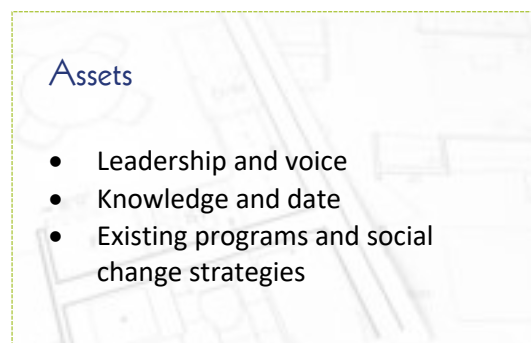 Assets
• Leadership and voice
• Knowledge and date
• Existing programs and social
change strategies